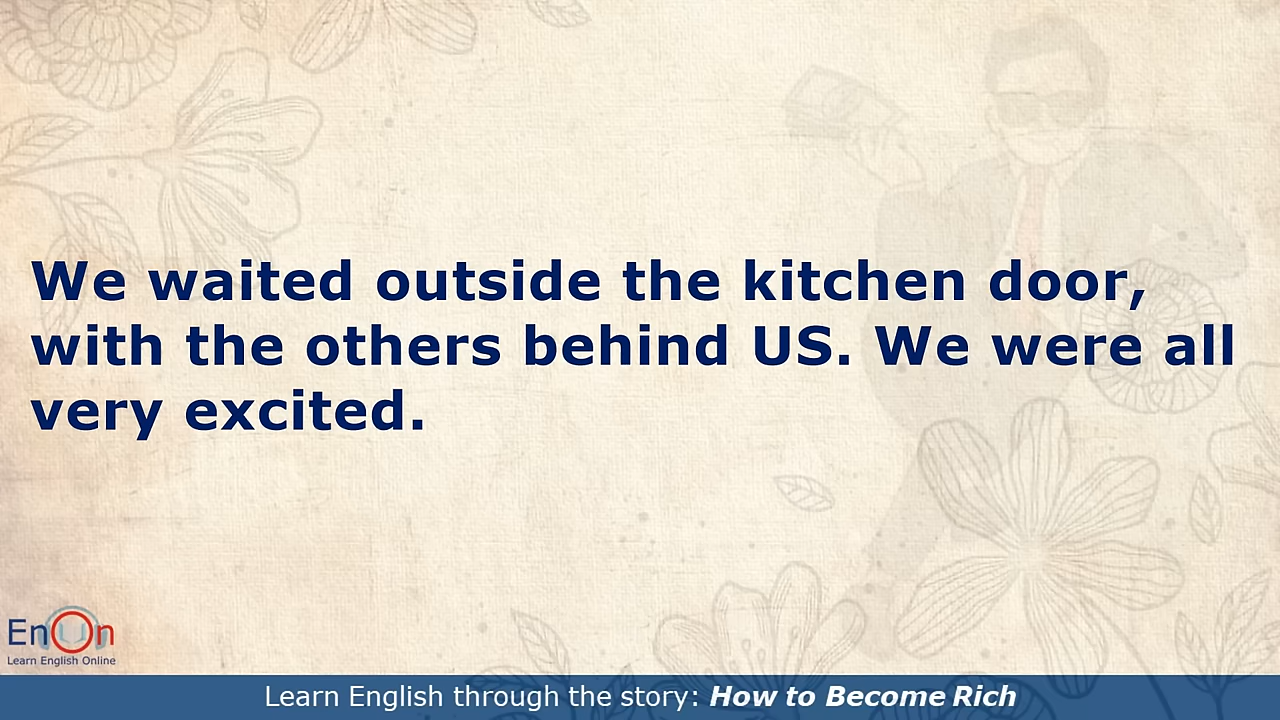 We waited outside the kitchen door,
with the others behind US. We were all
very excited.
EnOn
Learn English Online
Learn English through the story: How to Become Rich